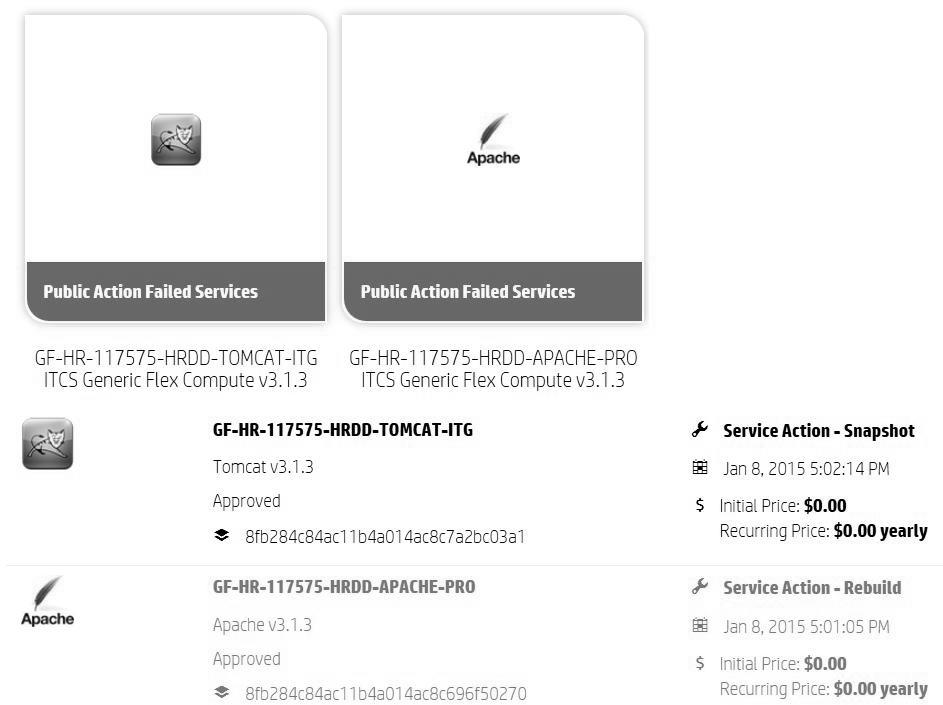 Apache
Public Action Failed Services
Public Action Failed Services
GF-HR-117575-HRDD-TOMCAT-ITG
ITCS Generic Flex Compute v3.1.3
GF-HR-117575-HRDD-APACHE-PRO
ITCS Generic Flex Compute v3.1.3
GF-HR-117575-HRDD-TOMCAT-ITG
Tomcat v3.1.3
Approved
8fb284c84ac11b4a014ac8c7a2bc03a1
Service Action - Snapshot
Jan 8, 2015 5:02:14 PM
$ Initial Price: $0.00
Recurring Price: $0.00 yearly
Apache
GF-HR-117575-HRDD-APACHE-PRO
Apache v3.1.3
Approved
8fb284c84ac11b4a014ac8c696f50270
Service Action - Rebuild
Jan 8, 2015 5:01:05 PM
$ Initial Price: $0.00
Recurring Price: $0.00 yearly